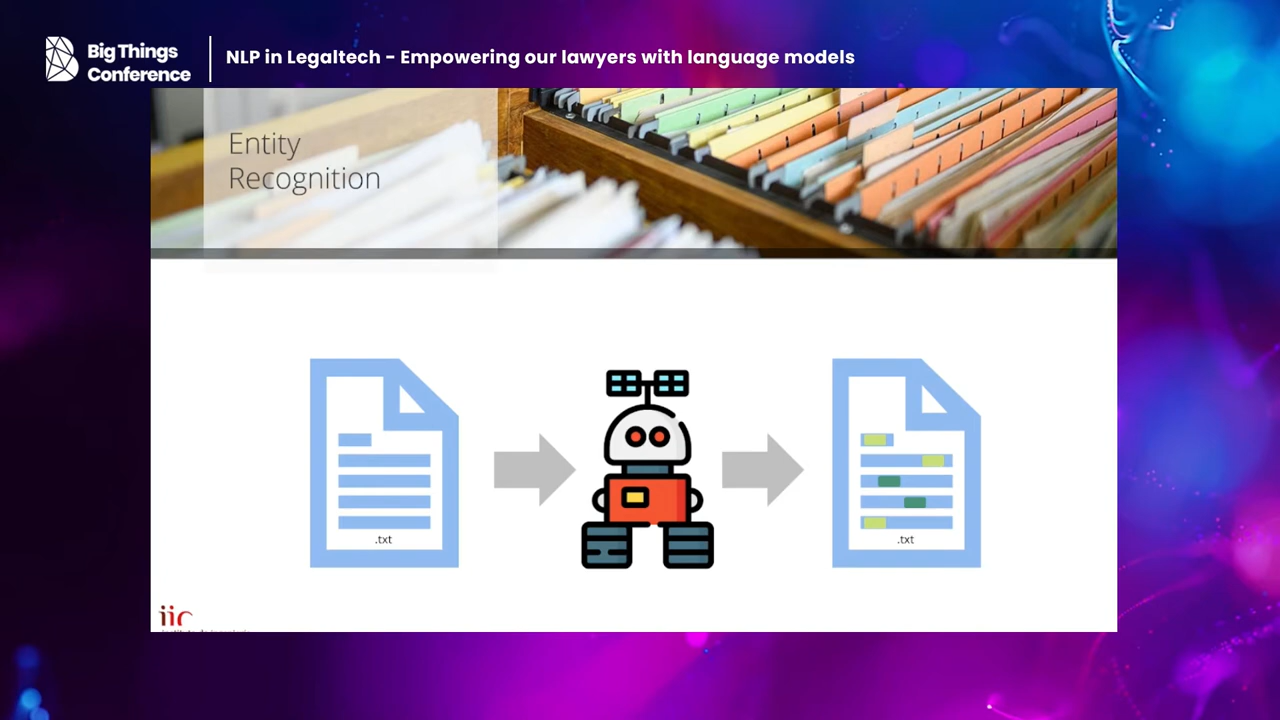 Big Things
Conference
NLP in Legaltech - Empowering our lawyers with language models
Entity
Recognition
.txt
.txt
iic